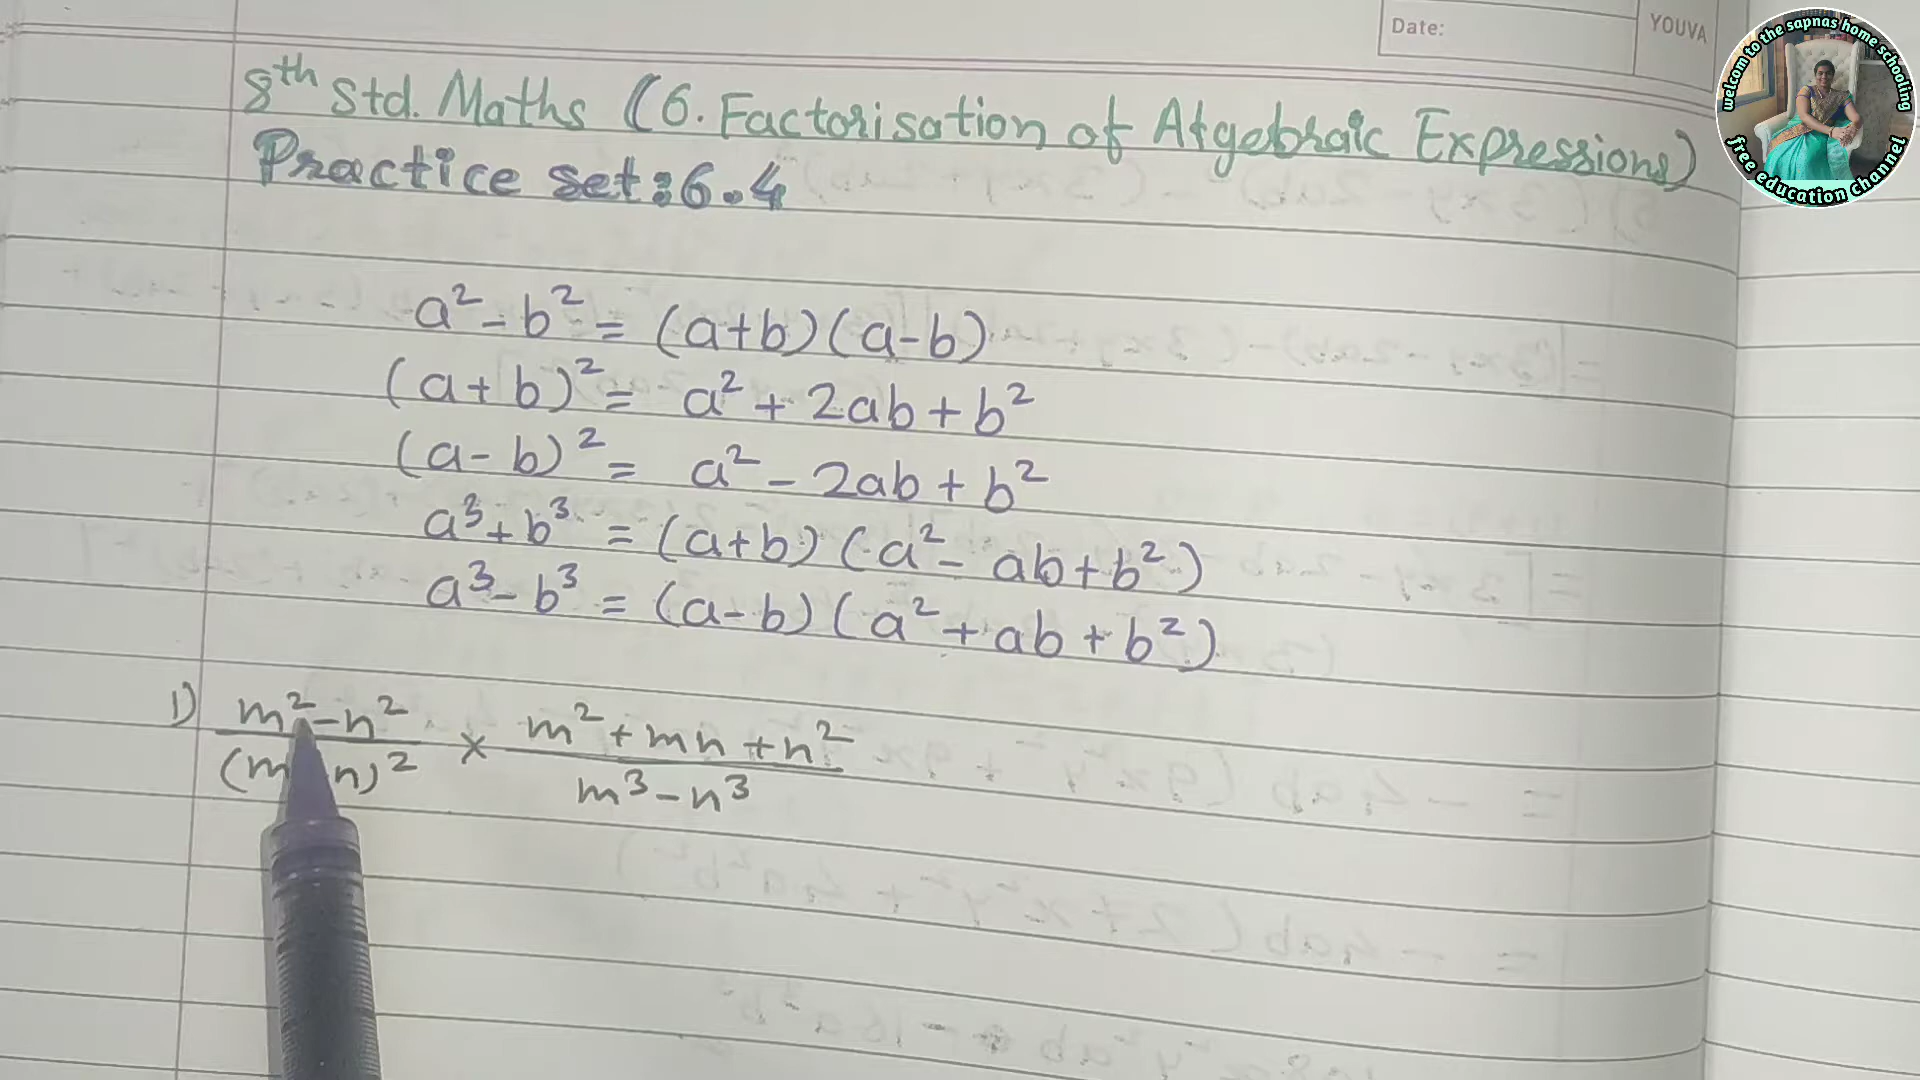 Date:
YOUVA
welcom to the sapnas home schooling
free education channel
8th Std. Maths (6. Factorisation of Algebraic Expressions)
Practice set:6.4
a² - b² = (a+b)(a-b)
(a+b)² = a² + 2ab + b²
(a-b)² = a² - 2ab + b²
a³+b³ = (a+b)(a² - ab + b²)
a³-b³ = (a-b)(a² + ab + b²)
1) m²-n² / (m n)² × m²+mn+n² / m³-n³